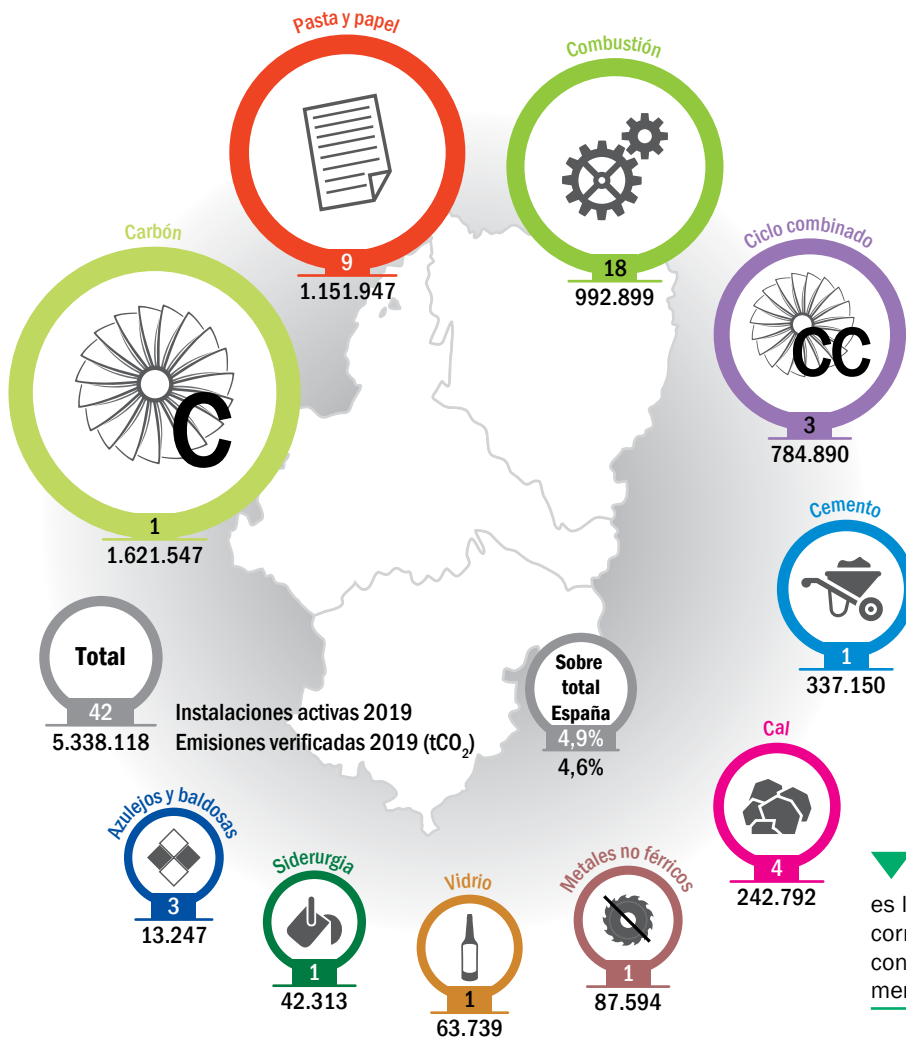 Pasta y papel
9
1.151.947
Combustión
18
992.899
Carbón
C
1
1.621.547
Ciclo combinado
CC
3
784.890
Cemento
1
337.150
Total
42
5.338.118
Instalaciones activas 2019
Emisiones verificadas 2019 (tCO₂)
Sobre
total
España
4,9%
4,6%
Cal
4
242.792
Azulejos y baldosas
3
13.247
Siderurgia
1
42.313
Vidrio
1
63.739
Metales no férricos
1
87.594
es l
con